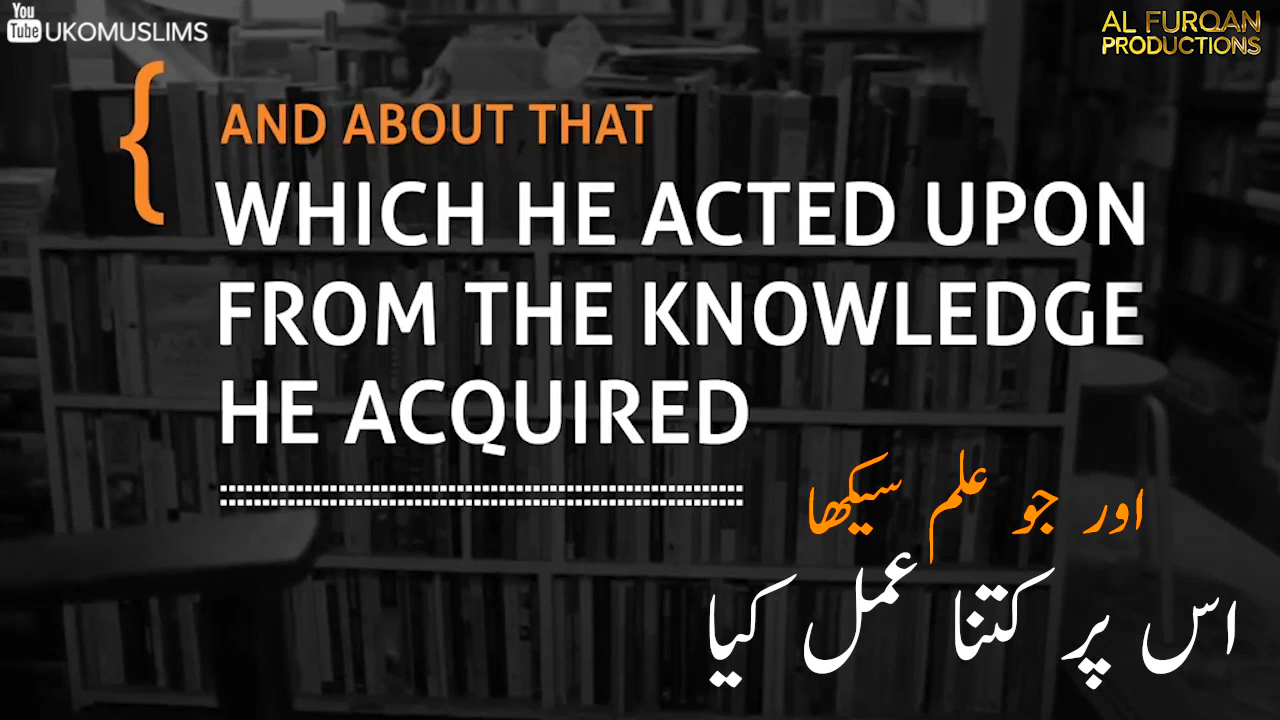 You
Tube UKOMUSLIMS
AL FURQAN
PRODUCTIONS
AND ABOUT THAT
WHICH HE ACTED UPON
FROM THE KNOWLEDGE
HE ACQUIRED
اور جو علم سیکھا
اس پر کتنا عمل کیا